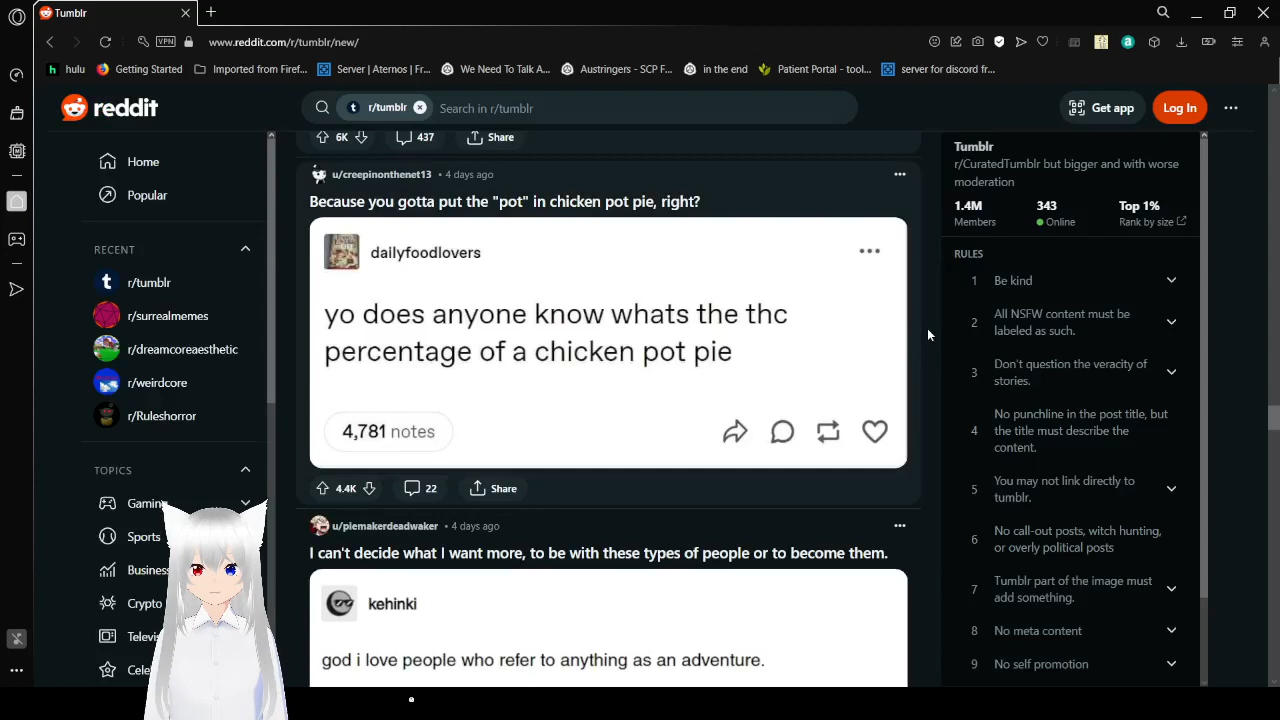 Tumblr
VPN
www.reddit.com/r/tumblr/new/
hulu
Getting Started
Imported from Firef...
Server | Aternos | Fr...
We Need To Talk A...
Austringers - SCP F...
in the end
Patient Portal - tool...
server for discord fr...
reddit
r/tumblr
Search in r/tumblr
Get app
Log In
Home
Popular
RECENT
r/tumblr
r/surrealmemes
r/dreamcoreaesthetic
r/weirdcore
r/Ruleshorror
TOPICS
Gaming
Sports
Business
Crypto
Televi
Cele
6K
437
Share
u/creepinonthenet13 • 4 days ago
Because you gotta put the "pot" in chicken pot pie, right?
dailyfoodlovers
yo does anyone know whats the thc
percentage of a chicken pot pie
4,781 notes
4.4K
22
Share
u/piemakerdeadwaker • 4 days ago
I can't decide what I want more, to be with these types of people or to become them.
kehinki
god i love people who refer to anything as an adventure.
Tumblr
r/CuratedTumblr but bigger and with worse
moderation
1.4M
343
Top 1%
Members
Online
Rank by size
RULES
1 Be kind
2 All NSFW content must be
labeled as such.
3 Don't question the veracity of
stories.
4 No punchline in the post title, but
the title must describe the
content.
5 You may not link directly to
tumblr.
6 No call-out posts, witch hunting,
or overly political posts
7 Tumblr part of the image must
add something.
8 No meta content
9 No self promotion